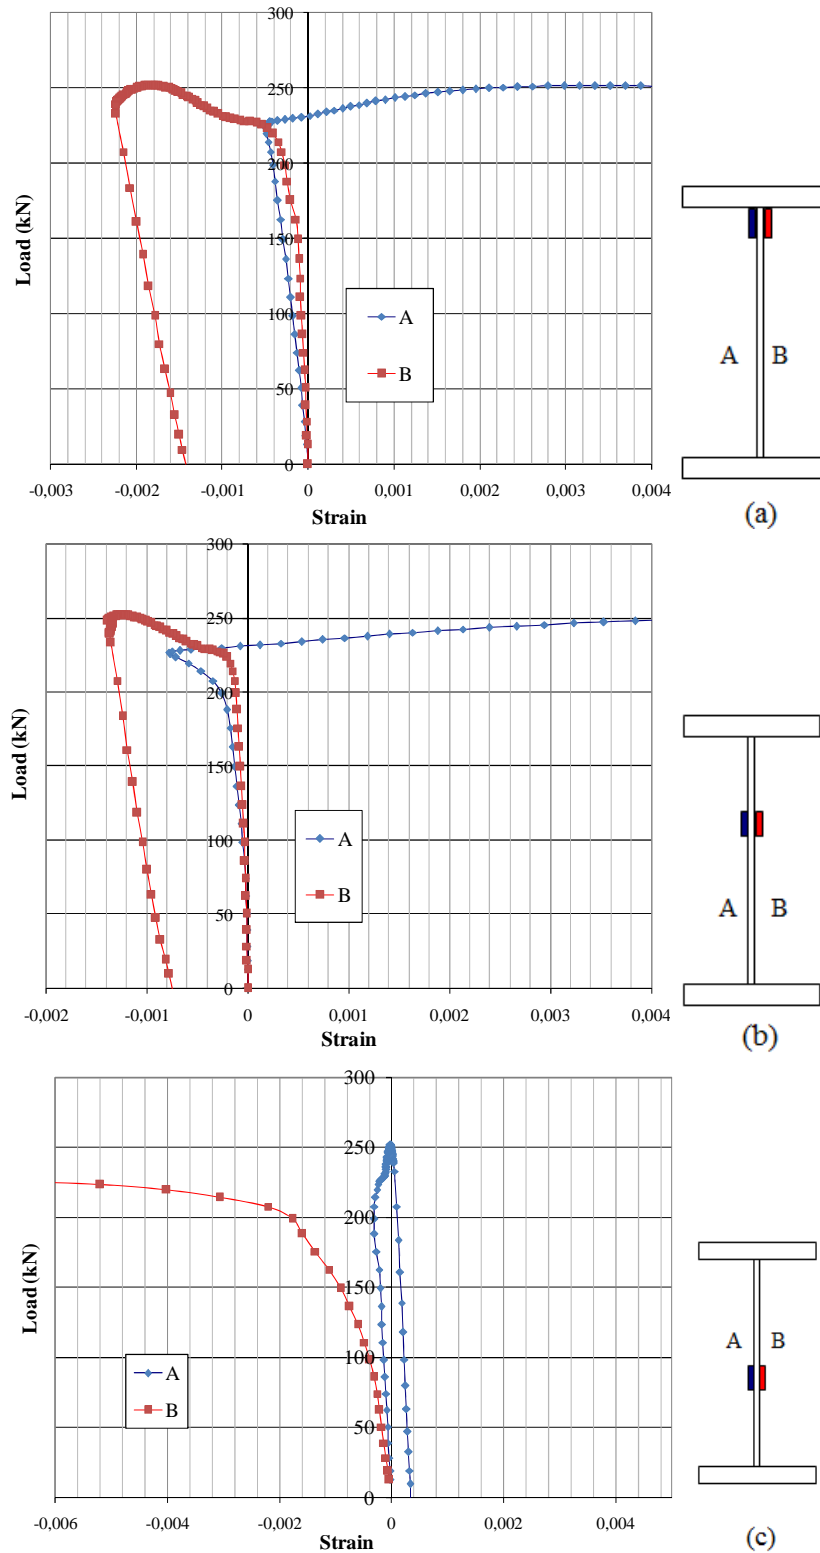 300
250
200
150
100
50
0
Load (kN)
A
B
-0,003 -0,002 -0,001 0 0,001 0,002 0,003 0,004
Strain
A B
(a)
300
250
200
150
100
50
0
Load (kN)
A
B
-0,002 -0,001 0 0,001 0,002 0,003 0,004
Strain
A B
(b)
300
250
200
150
100
50
0
Load (kN)
A
B
-0,006 -0,004 -0,002 0 0,002 0,004
Strain
A B
(c)